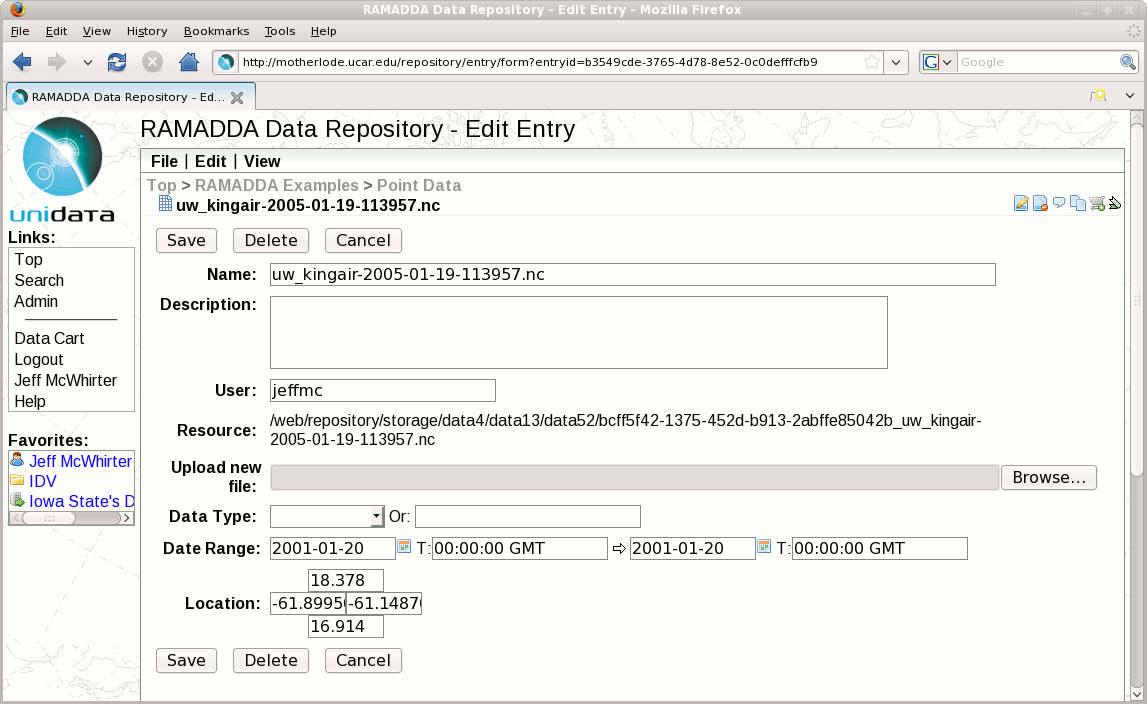 RAMADDA Data Repository - Edit Entry - Mozilla Firefox
File Edit View History Bookmarks Tools Help
http://motherlode.ucar.edu/repository/entry/form?entryid=b3549cde-3765-4d78-8e52-0c0defffcfb9
G Google
RAMADDA Data Repository - Ed...
unidata
Links:
Top
Search
Admin
Data Cart
Logout
Jeff McWhirter
Help
Favorites:
Jeff McWhirter
IDV
Iowa State's D
RAMADDA Data Repository - Edit Entry
File | Edit | View
Top > RAMADDA Examples > Point Data
uw_kingair-2005-01-19-113957.nc
Save Delete Cancel
Name: uw_kingair-2005-01-19-113957.nc
Description:
User: jeffmc
Resource: /web/repository/storage/data4/data13/data52/bcff5f42-1375-452d-b913-2abffe85042b_uw_kingair-
2005-01-19-113957.nc
Upload new
file: Browse...
Data Type: Or:
Date Range: 2001-01-20 T: 00:00:00 GMT ⇨ 2001-01-20 T: 00:00:00 GMT
18.378
Location: -61.8995 -61.1487
16.914
Save Delete Cancel